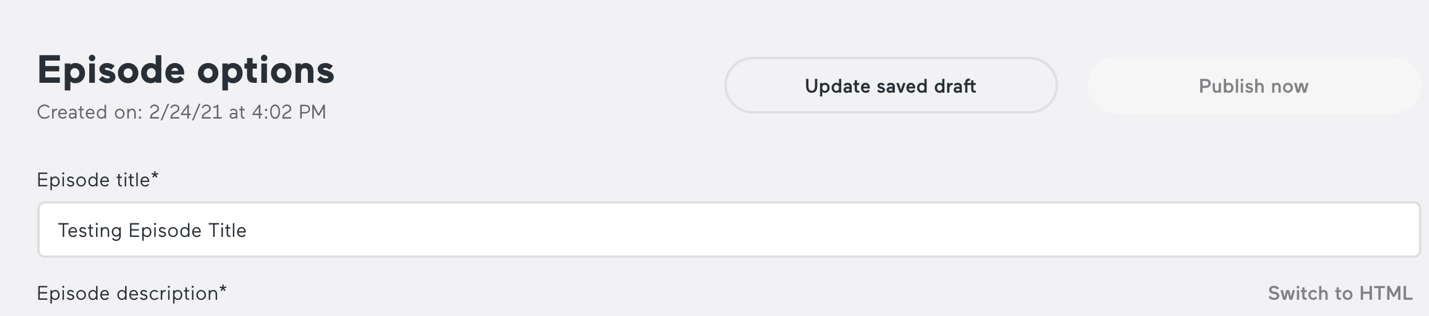 Episode options
Update saved draft
Publish now
Created on: 2/24/21 at 4:02 PM
Episode title*
Testing Episode Title
Episode description*
Switch to HTML